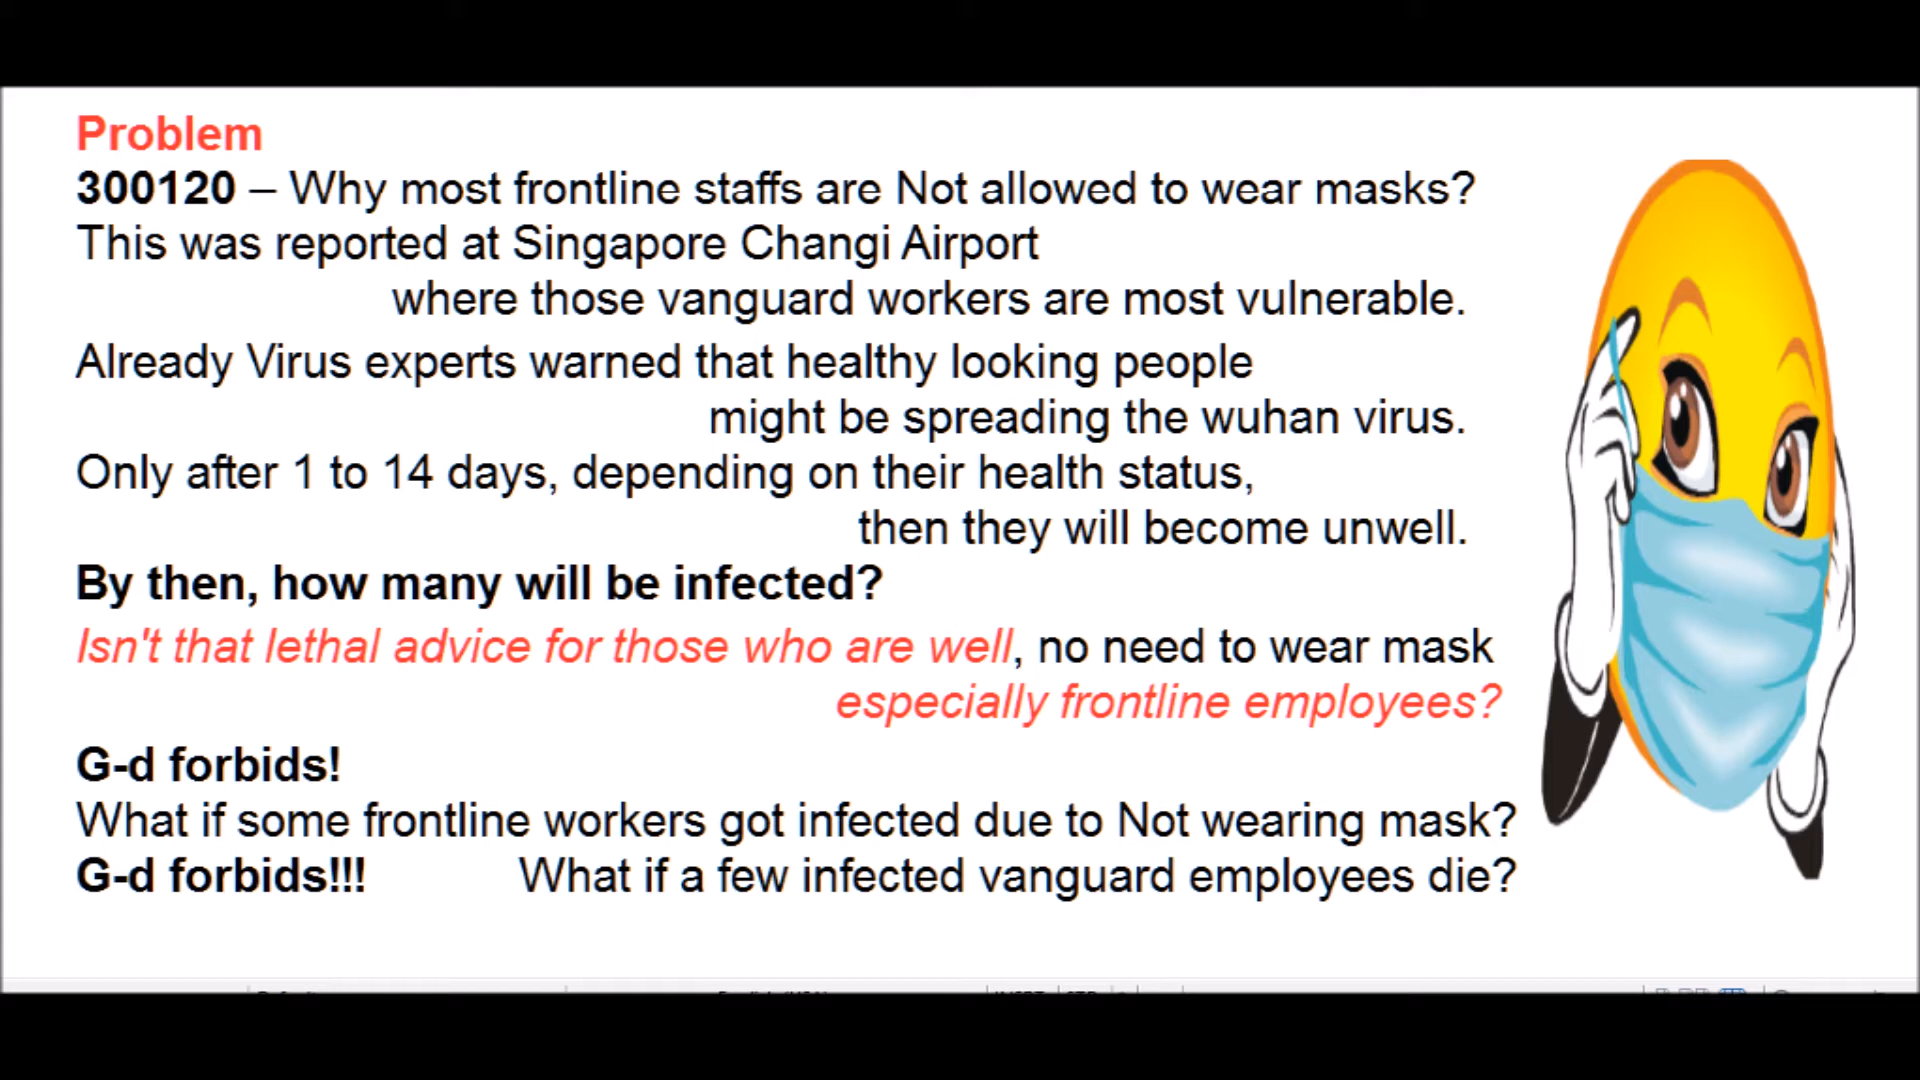 Problem
300120 – Why most frontline staffs are Not allowed to wear masks?
This was reported at Singapore Changi Airport
where those vanguard workers are most vulnerable.
Already Virus experts warned that healthy looking people
might be spreading the wuhan virus.
Only after 1 to 14 days, depending on their health status,
then they will become unwell.
By then, how many will be infected?
Isn't that lethal advice for those who are well, no need to wear mask
especially frontline employees?
G-d forbids!
What if some frontline workers got infected due to Not wearing mask?
G-d forbids!!! What if a few infected vanguard employees die?